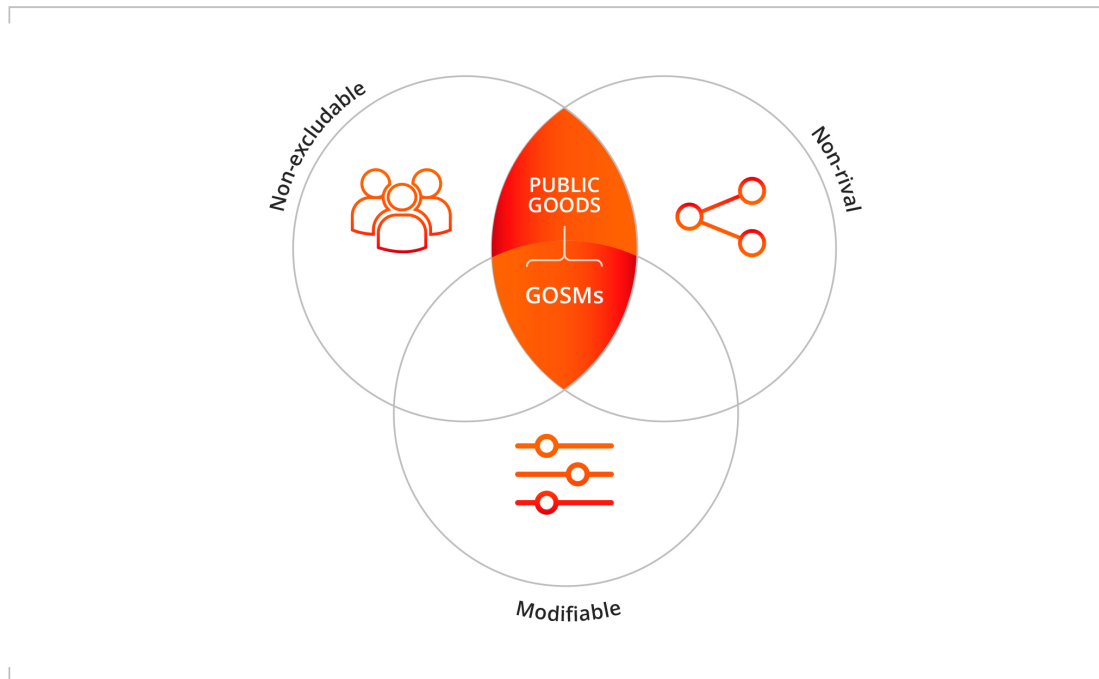 Non-excludable
Non-rival
PUBLIC
GOODS
GOSMs
Modifiable